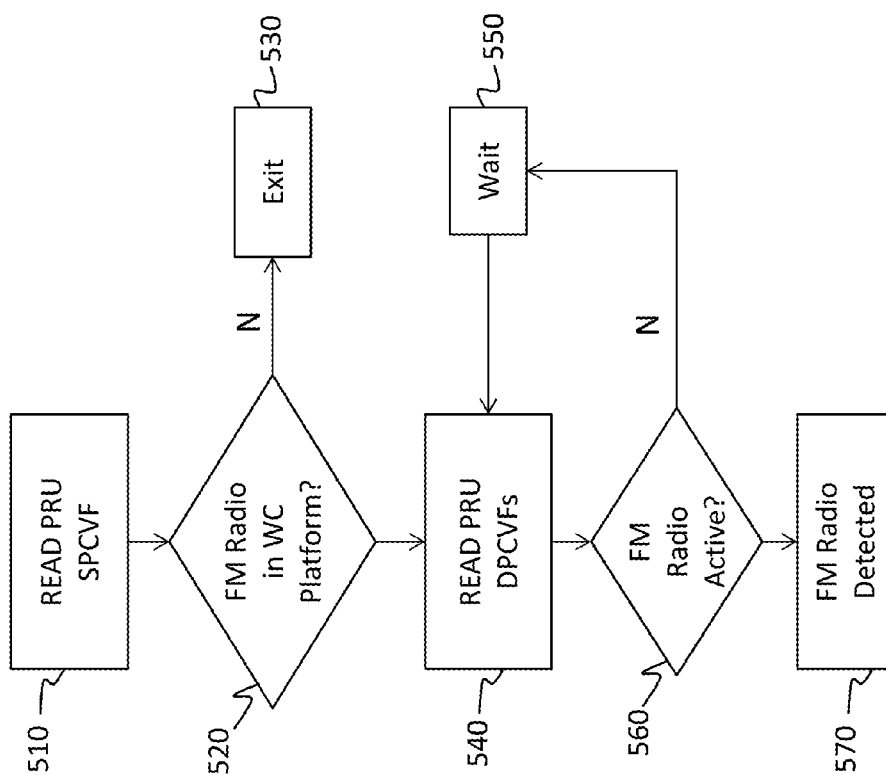 510
READ PRU
SPCVF
520
FM Radio
in WC
Platform?
N
Exit
530
540
READ PRU
DPCVFs
Wait
550
560
FM
Radio
Active?
N
570
FM Radio
Detected